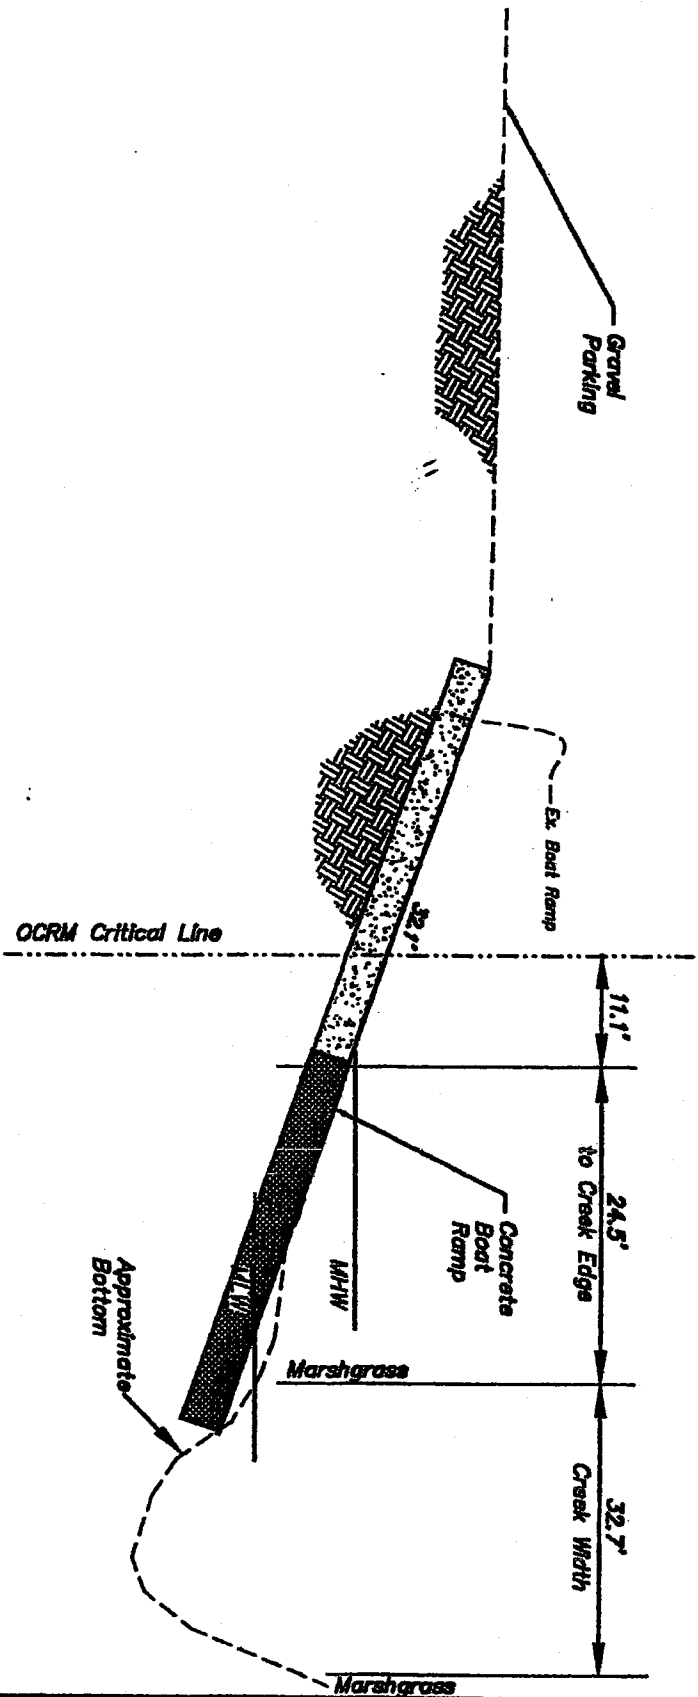 Gravel
Parking
Ex. Boat Ramp
32.1'
OCRM Critical Line
11.1'
24.5'
to Creek Edge
Concrete
Boat
Ramp
MHW
MLW
Approximate
Bottom
Marshgrass
32.7'
Creek Width
Marshgrass